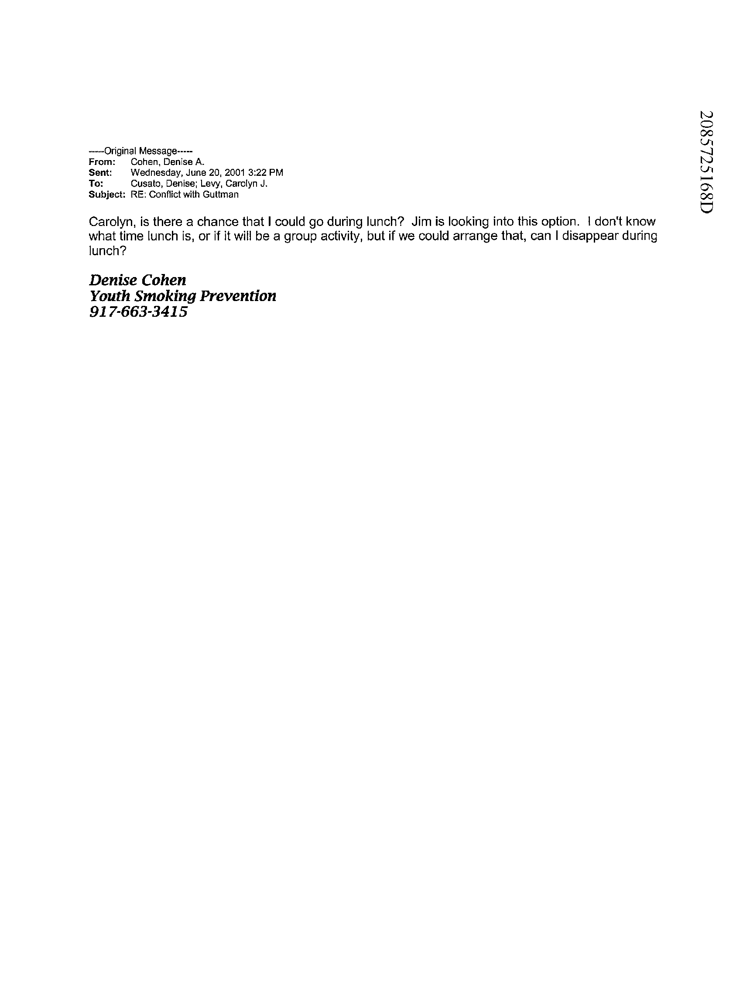 -----Original Message-----
From: Cohen, Denise A.
Sent: Wednesday, June 20, 2001 3:22 PM
To: Cusato, Denise; Levy, Carolyn J.
Subject: RE: Conflict with Guttman
Carolyn, is there a chance that I could go during lunch? Jim is looking into this option. I don't know
what time lunch is, or if it will be a group activity, but if we could arrange that, can I disappear during
lunch?
Denise Cohen
Youth Smoking Prevention
917-663-3415
2085725168D